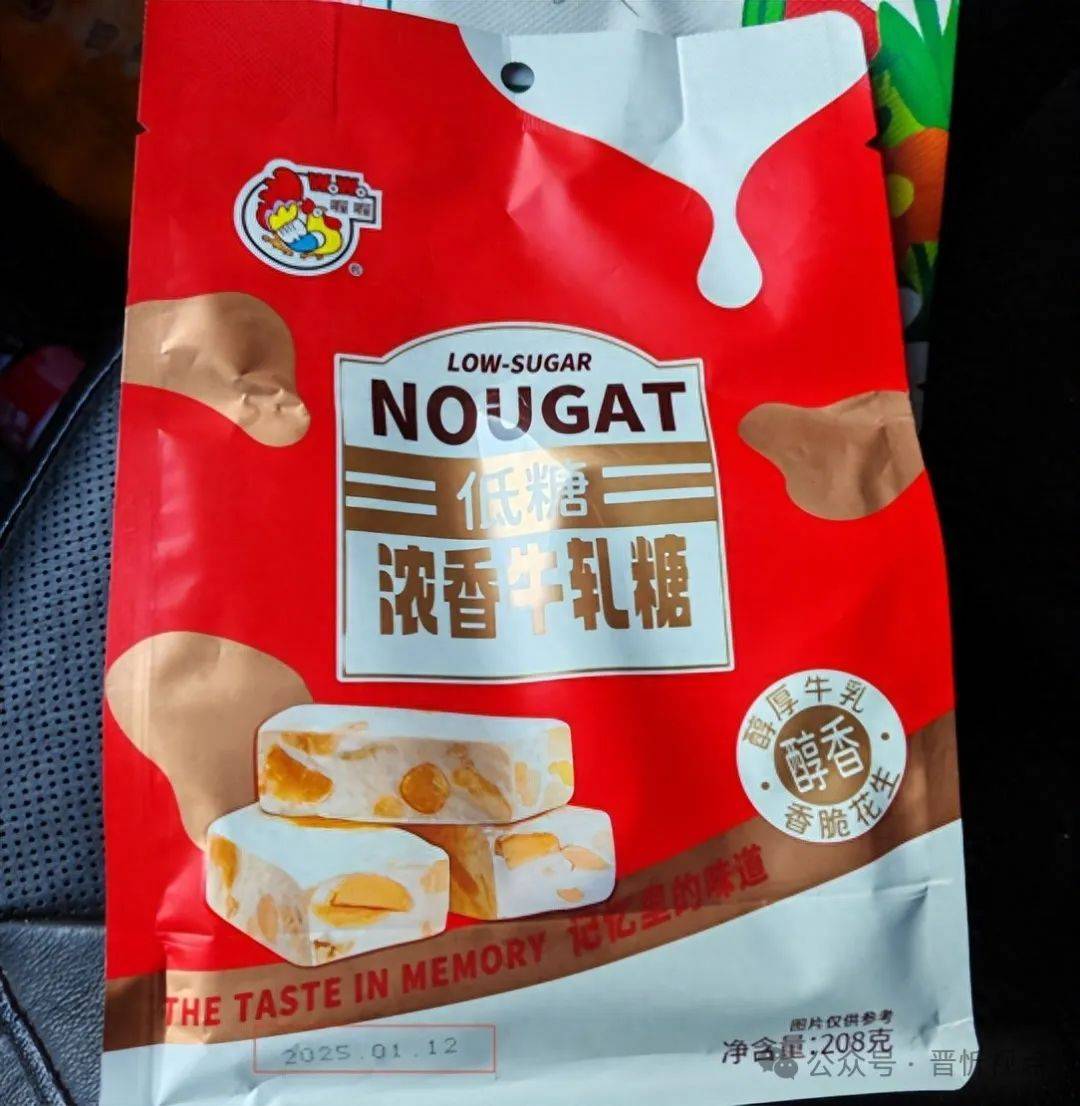 ®
LOW-SUGAR
NOUGAT
低糖
浓香牛轧糖
醇厚牛乳
醇香
香脆花生
THE TASTE IN MEMORY 记忆里的味道
2025.01.12
图片仅供参考
净含量:208克
公众号 · 晋忻